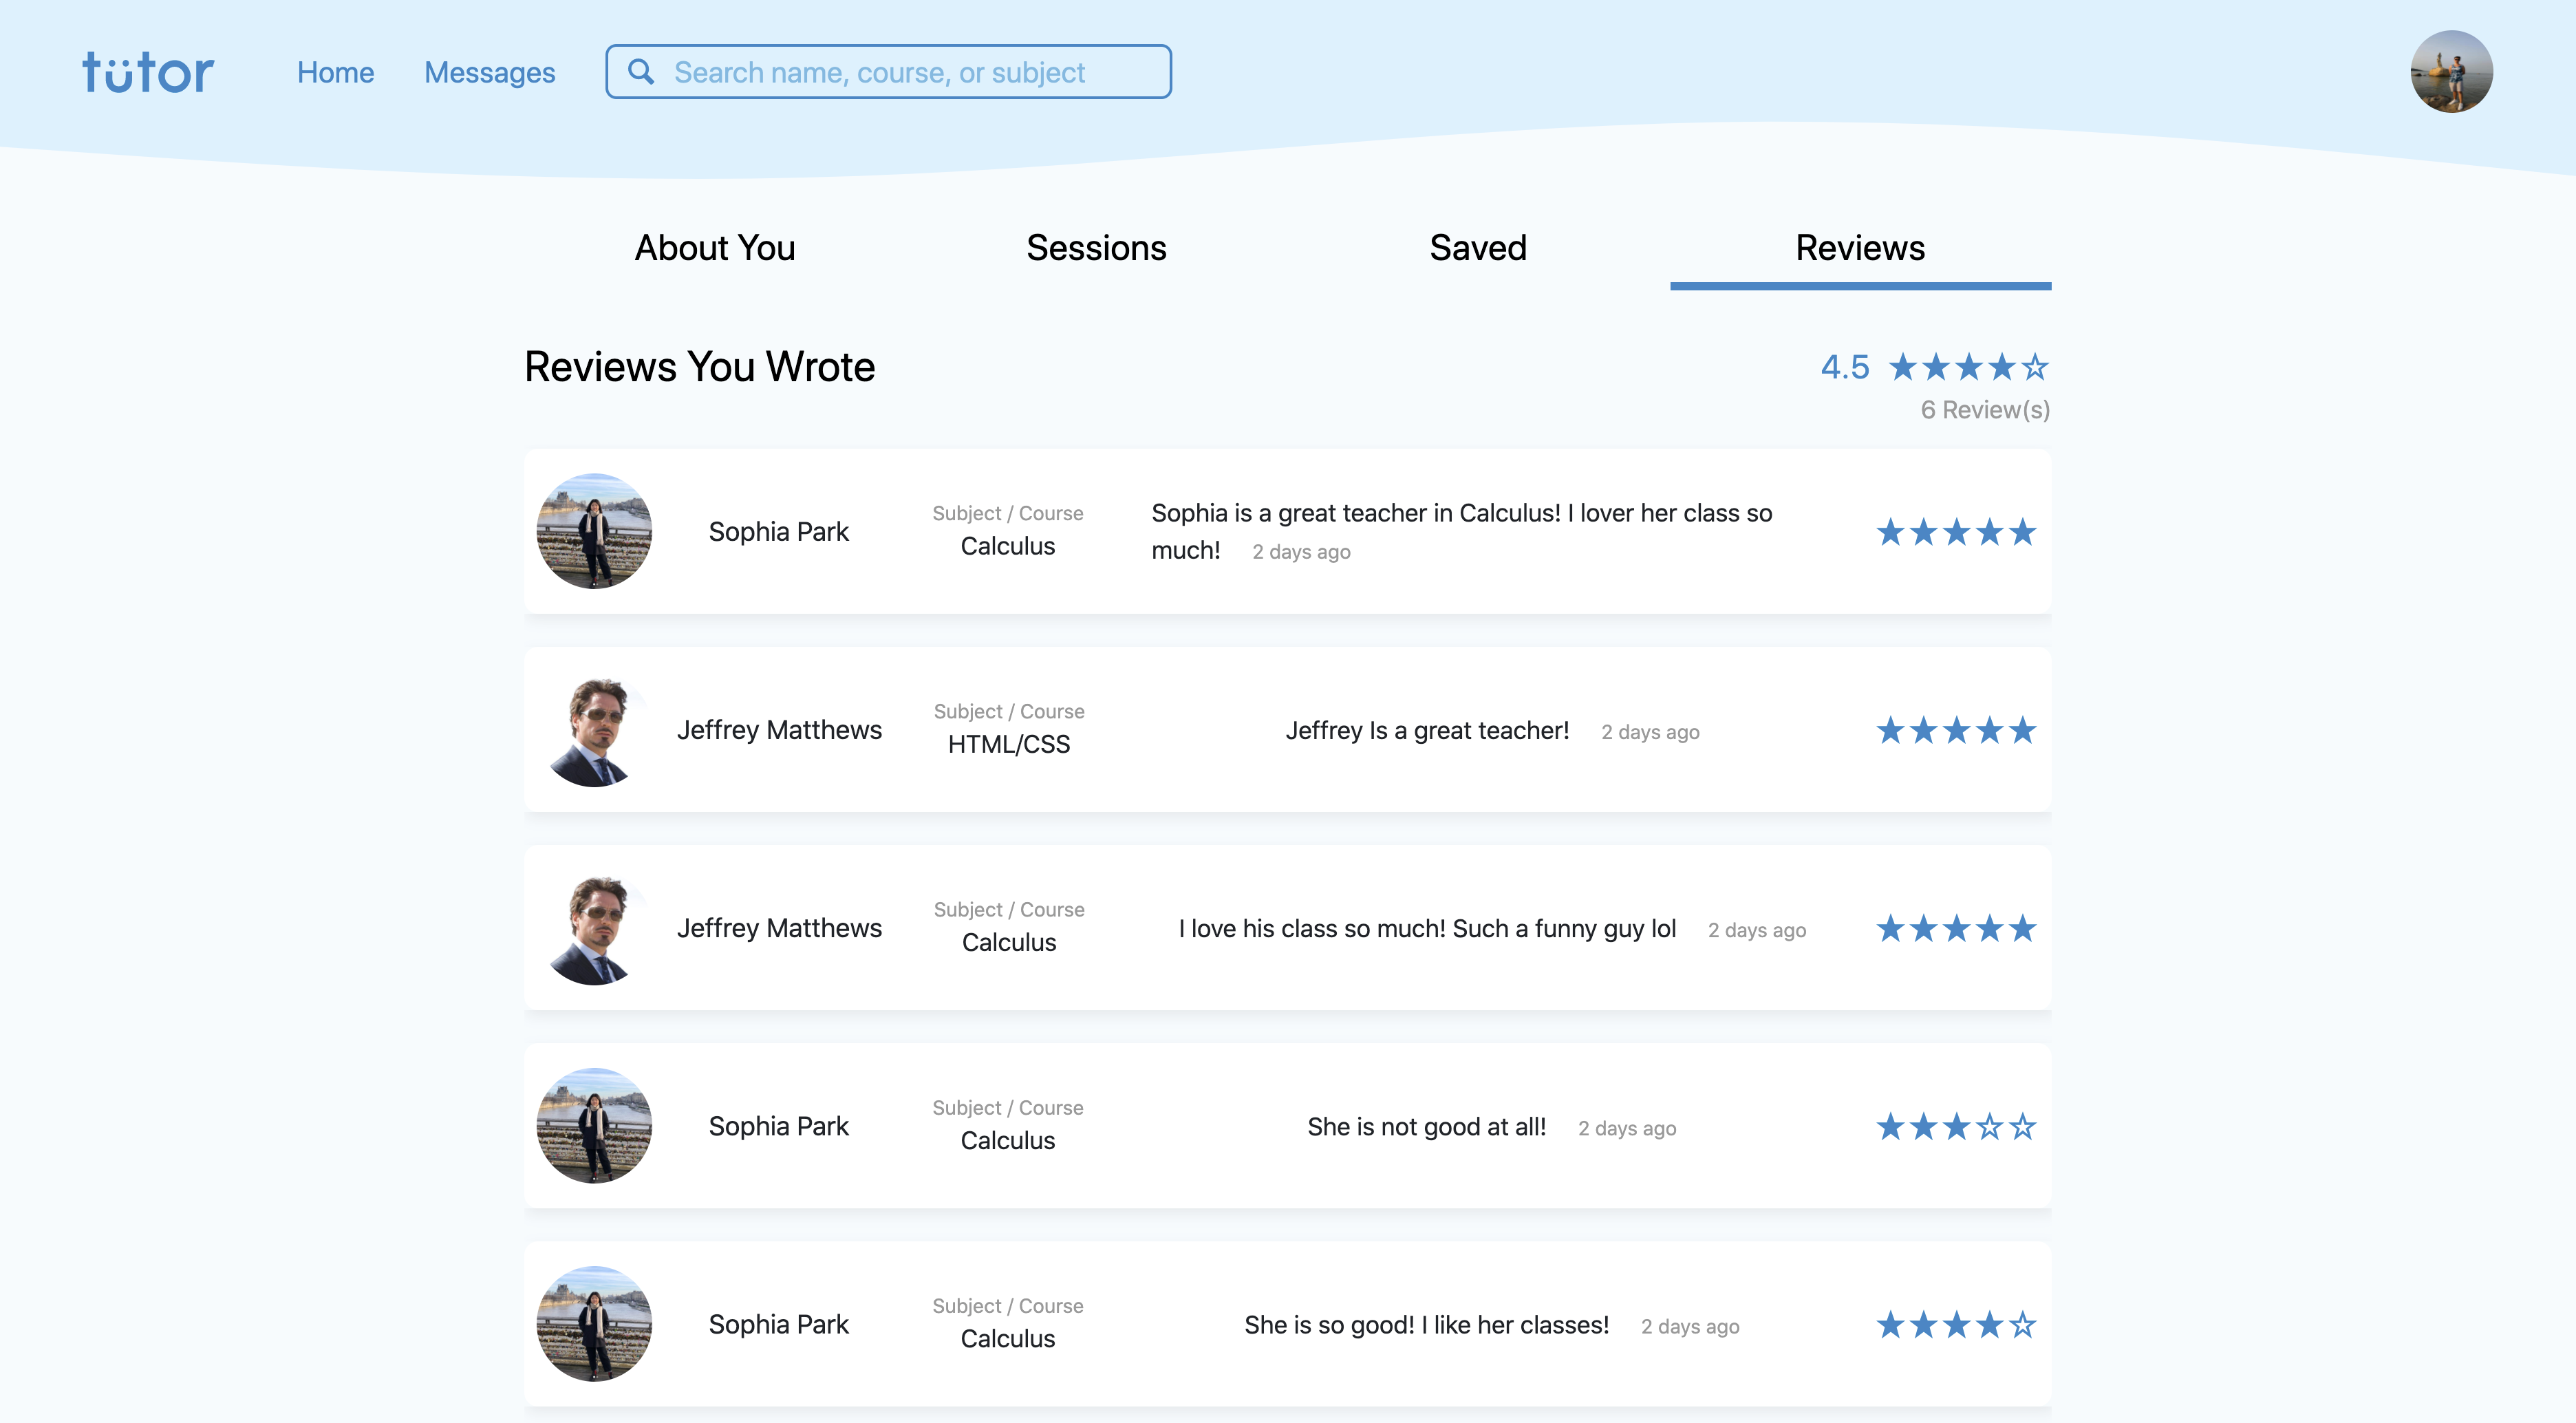 tütor
Home
Messages
Search name, course, or subject
About You
Sessions
Saved
Reviews
Reviews You Wrote
4.5
6 Review(s)
Sophia Park
Subject / Course
Calculus
Sophia is a great teacher in Calculus! I lover her class so
much! 2 days ago
Jeffrey Matthews
Subject / Course
HTML/CSS
Jeffrey Is a great teacher! 2 days ago
Jeffrey Matthews
Subject / Course
Calculus
I love his class so much! Such a funny guy lol 2 days ago
Sophia Park
Subject / Course
Calculus
She is not good at all! 2 days ago
Sophia Park
Subject / Course
Calculus
She is so good! I like her classes! 2 days ago